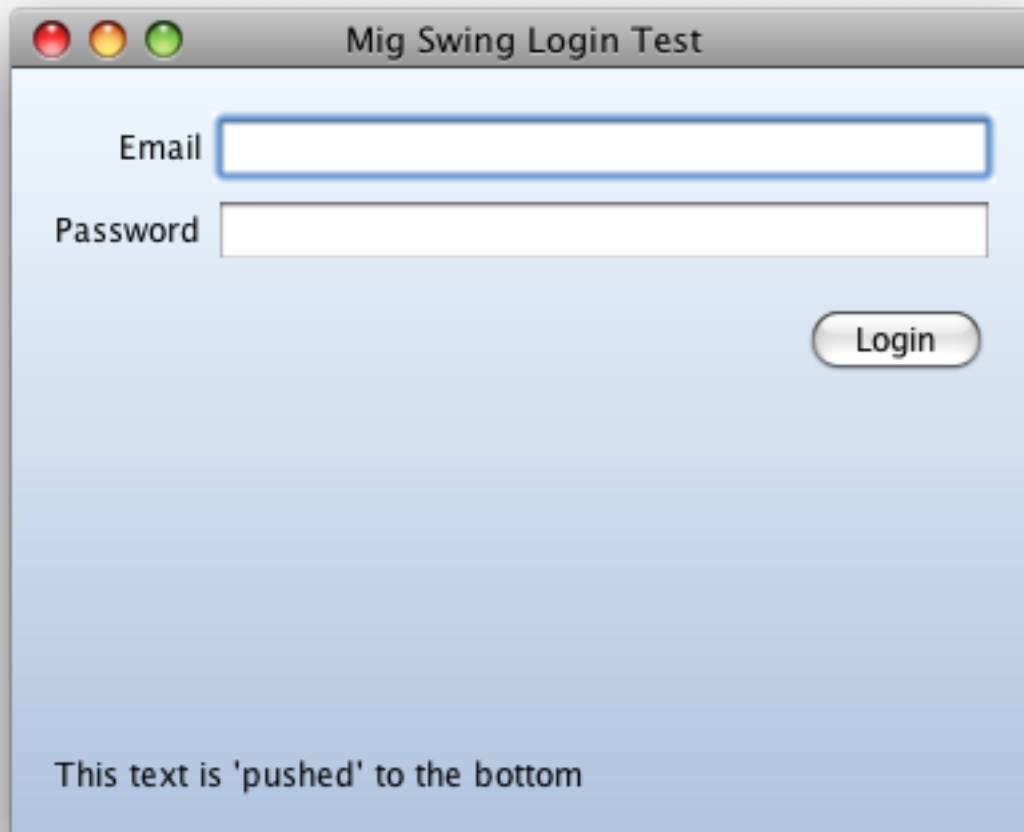 Mig Swing Login Test
Email
Password
Login
This text is 'pushed' to the bottom